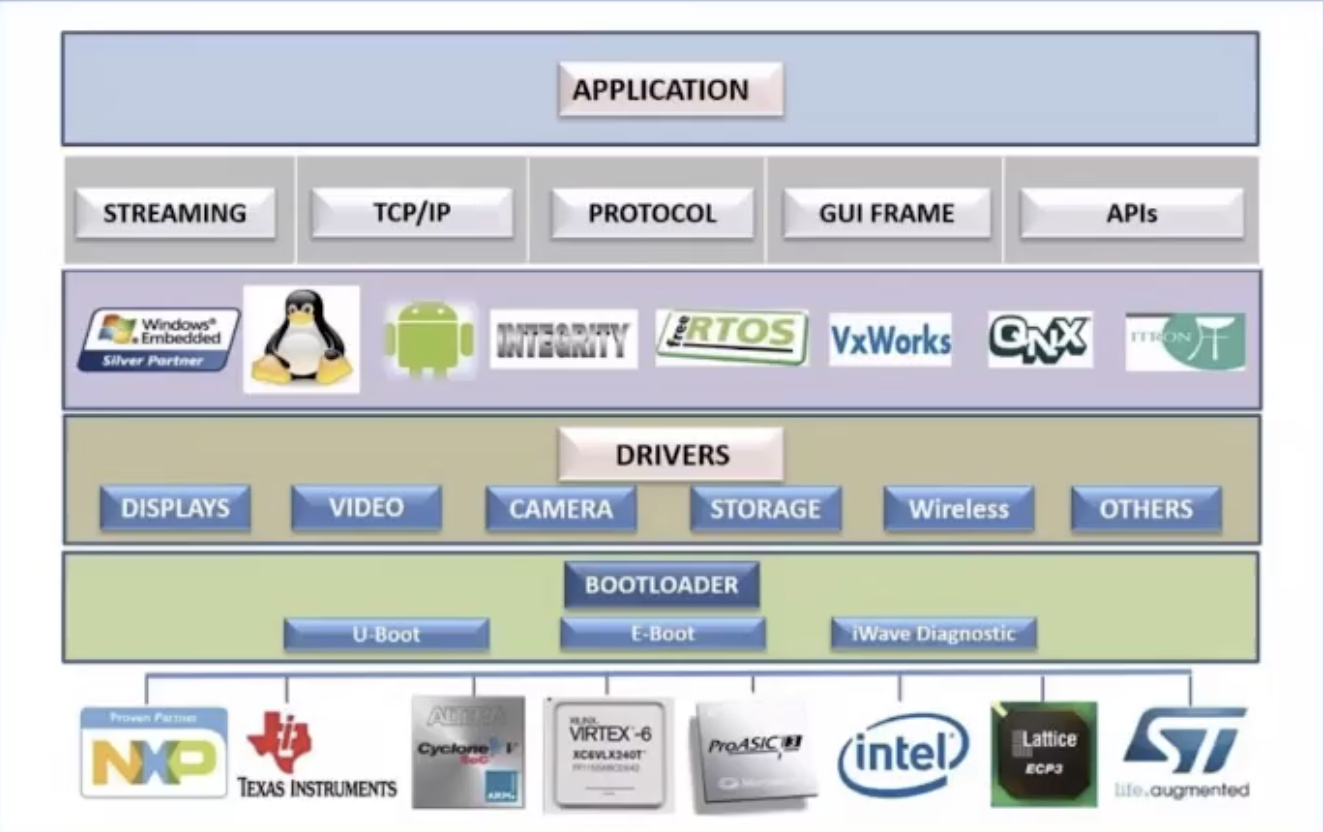 APPLICATION
STREAMING
TCP/IP
PROTOCOL
GUI FRAME
APIs
Windows®
Embedded
Silver Partner
INTEGRITY
free
RTOS
VxWorks
QNX
ITRON
DRIVERS
DISPLAYS
VIDEO
CAMERA
STORAGE
Wireless
OTHERS
BOOTLOADER
U-Boot
E-Boot
iWave Diagnostic
Proven Partner
NXP
TEXAS INSTRUMENTS
ALTERA
Cyclone V
SoC
ARM
XILINX
VIRTEX-6
XC6VLX240T
ProASIC 3
intel
Lattice
ECP3
ST
life.augmented